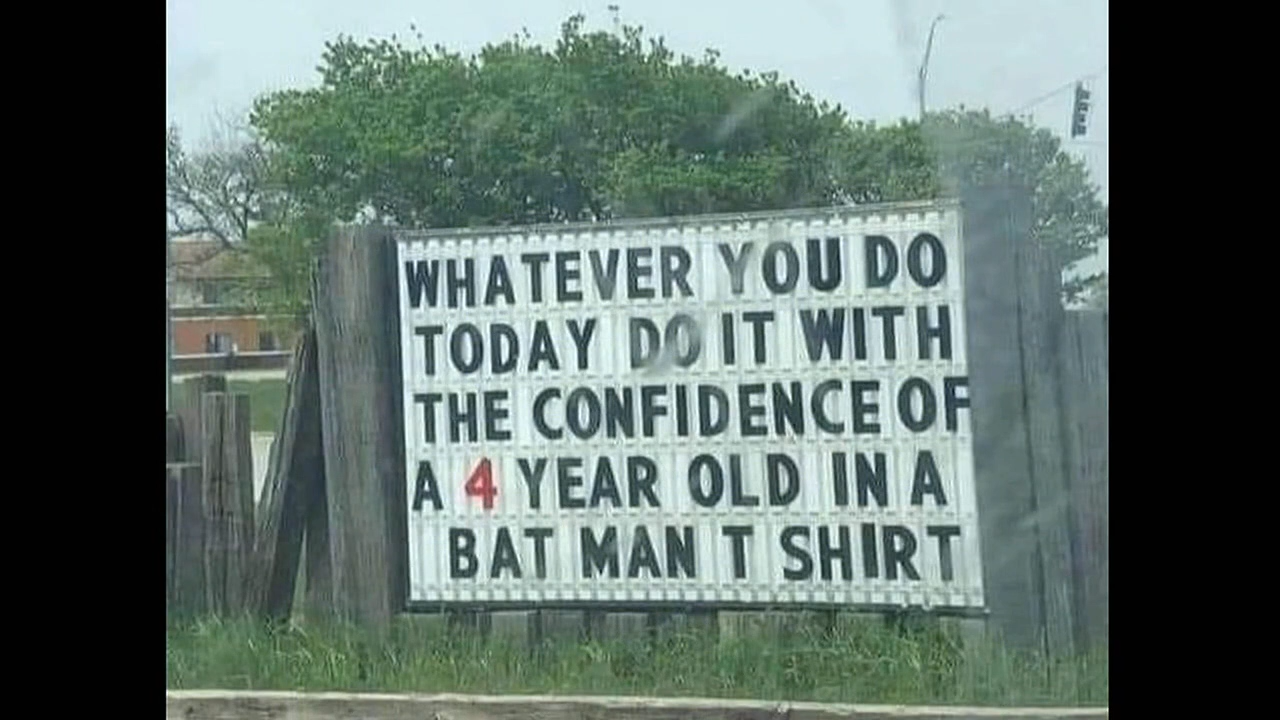 WHATEVER YOU DO
TODAY DO IT WITH
THE CONFIDENCE OF
A 4 YEAR OLD IN A
BAT MAN T SHIRT